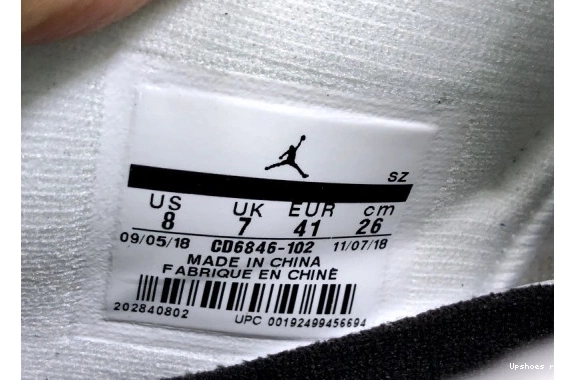 SZ
US UK EUR cm
8 7 41 26
09/05/18 CD6846-102 11/07/18
MADE IN CHINA
FABRIQUE EN CHINE
202840802
UPC 00192499456694
Upshoes